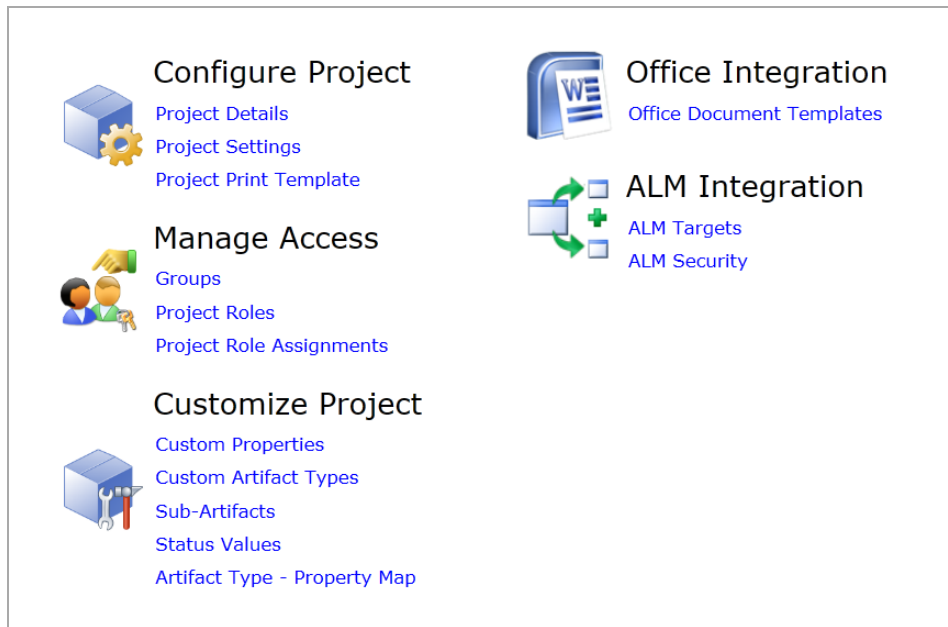 Configure Project
Project Details
Project Settings
Project Print Template
Manage Access
Groups
Project Roles
Project Role Assignments
Customize Project
Custom Properties
Custom Artifact Types
Sub-Artifacts
Status Values
Artifact Type - Property Map
Office Integration
Office Document Templates
ALM Integration
ALM Targets
ALM Security